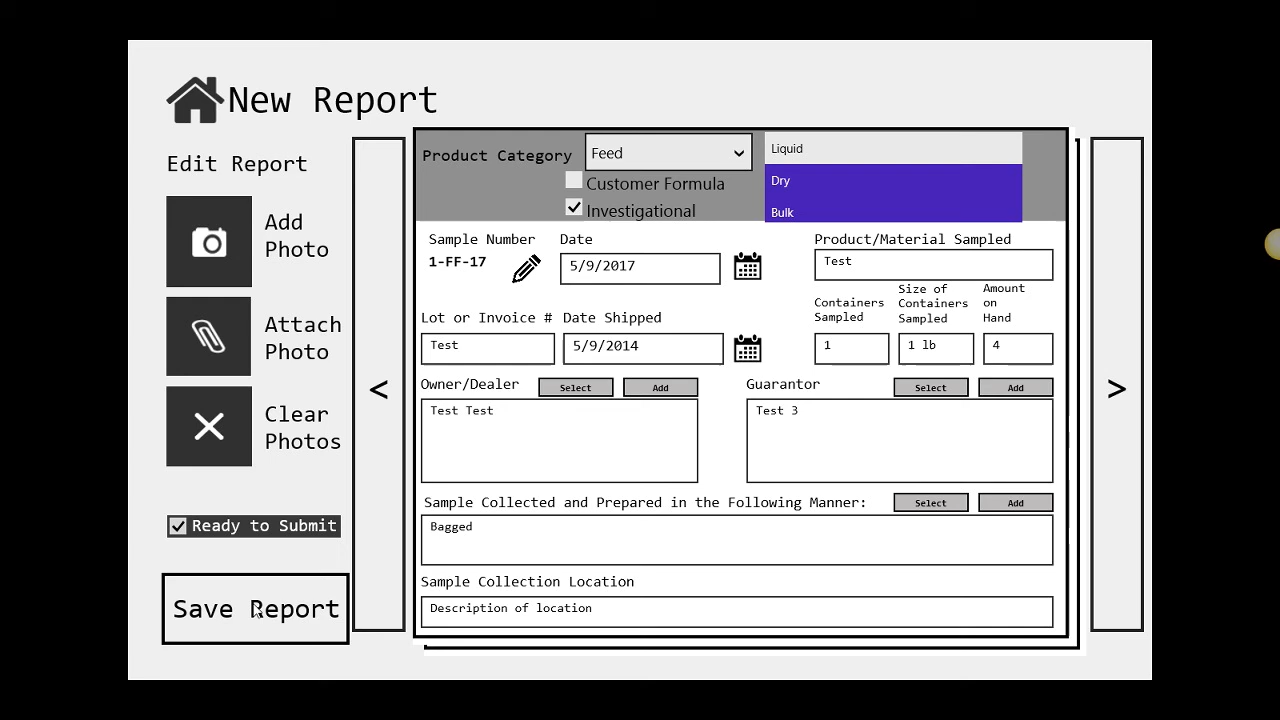 New Report
Edit Report
Add
Photo
Attach
Photo
Clear
Photos
Ready to Submit
Save Report
<
Product Category
Feed
Customer Formula
Investigational
Liquid
Dry
Bulk
Sample Number
1-FF-17
Date
5/9/2017
Product/Material Sampled
Test
Lot or Invoice #
Test
Date Shipped
5/9/2014
Containers
Sampled
1
Size of
Containers
Sampled
1 lb
Amount
on
Hand
4
Owner/Dealer
Select
Add
Test Test
Guarantor
Select
Add
Test 3
Sample Collected and Prepared in the Following Manner:
Select
Add
Bagged
Sample Collection Location
Description of location
>